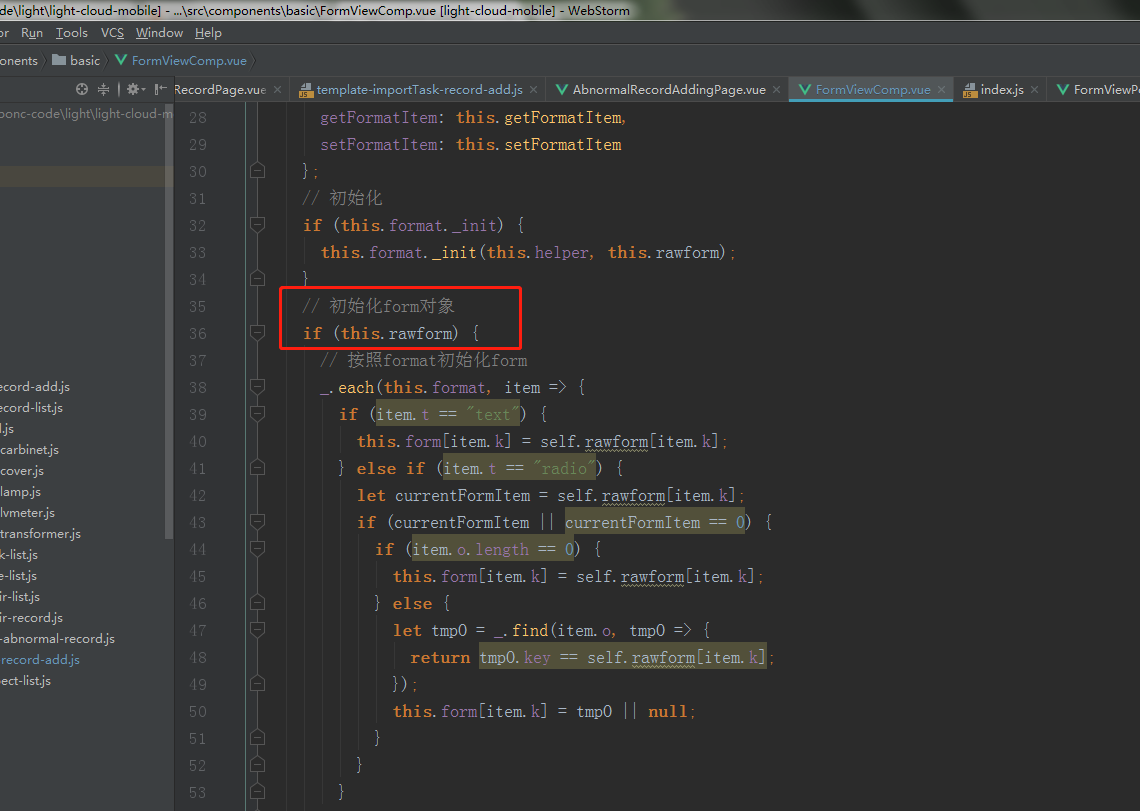 de\light\light-cloud-mobile] - ...\src\components\basic\FormViewComp.vue [light-cloud-mobile] - WebStorm
or Run Tools VCS Window Help
onents basic FormViewComp.vue
RecordPage.vue template-importTask-record-add.js AbnormalRecordAddingPage.vue FormViewComp.vue index.js FormViewP
onc-code\light\light-cloud-m
ecord-add.js
ecord-list.js
l.js
carbinet.js
cover.js
lamp.js
lvmeter.js
transformer.js
k-list.js
e-list.js
ir-list.js
ir-record.js
-abnormal-record.js
record-add.js
ect-list.js
28 getFormatItem: this.getFormatItem,
29 setFormatItem: this.setFormatItem
30 };
31 // 初始化
32 if (this.format._init) {
33 this.format._init(this.helper, this.rawform);
34 }
35 // 初始化form对象
36 if (this.rawform) {
37 // 按照format初始化form
38 _.each(this.format, item => {
39 if (item.t == "text") {
40 this.form[item.k] = self.rawform[item.k];
41 } else if (item.t == "radio") {
42 let currentFormItem = self.rawform[item.k];
43 if (currentFormItem || currentFormItem == 0) {
44 if (item.o.length == 0) {
45 this.form[item.k] = self.rawform[item.k];
46 } else {
47 let tmpO = _.find(item.o, tmpO => {
48 return tmpO.key == self.rawform[item.k];
49 });
50 this.form[item.k] = tmpO || null;
51 }
52 }
53 }